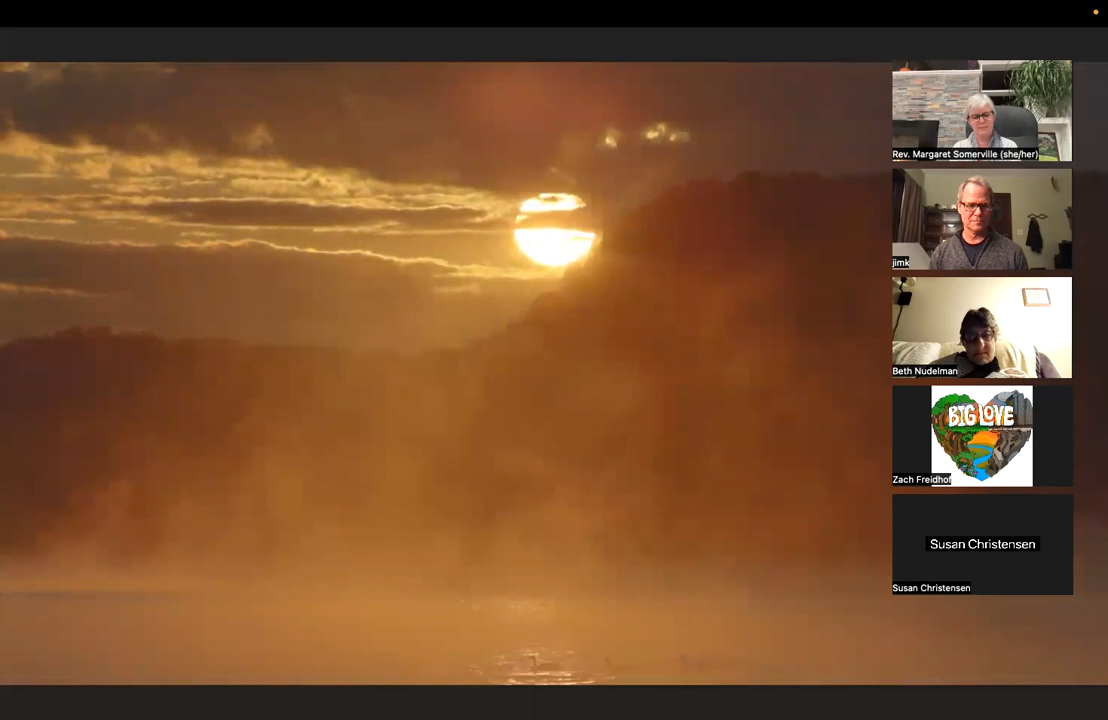 Rev. Margaret Somerville (she/her)
jimk
Beth Nudelman
BIG LOVE
Zach Freidhof
Susan Christensen
Susan Christensen